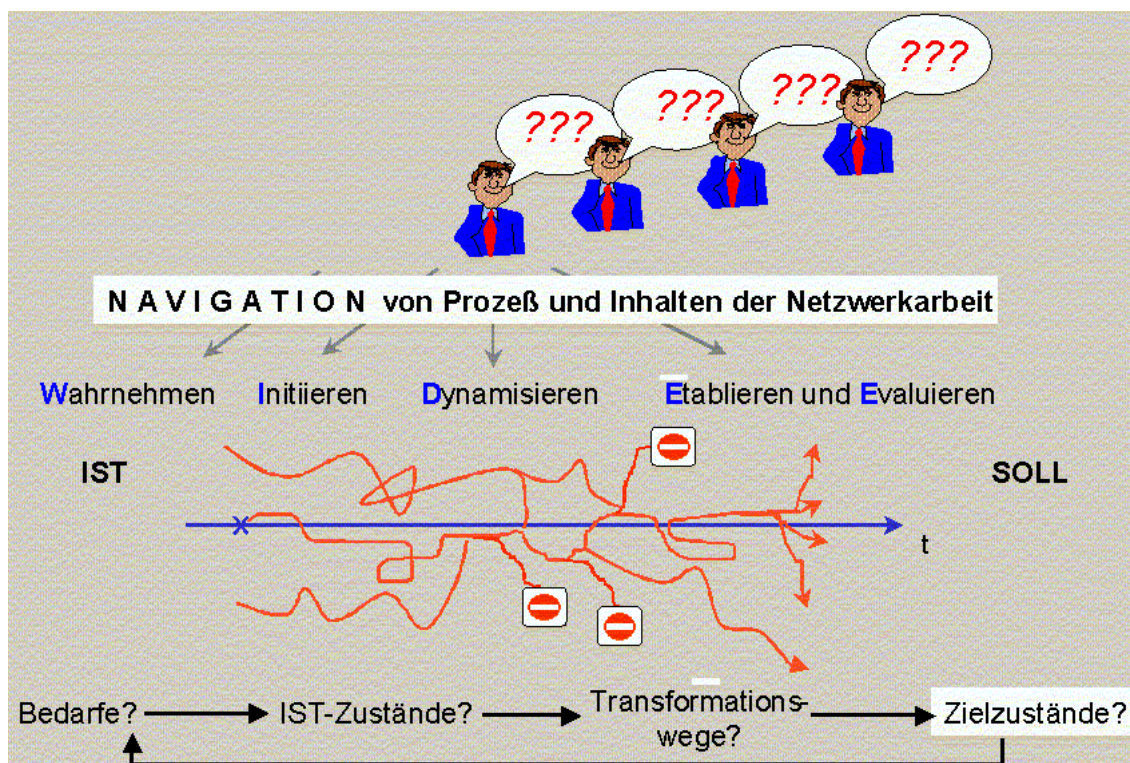 ???
???
???
???
N A V I G A T I O N von Prozeß und Inhalten der Netzwerkarbeit
Wahrnehmen Initiieren Dynamisieren Etablieren und Evaluieren
IST SOLL
t
Bedarfe? IST-Zustände? Transformations-
wege? Zielzustände?